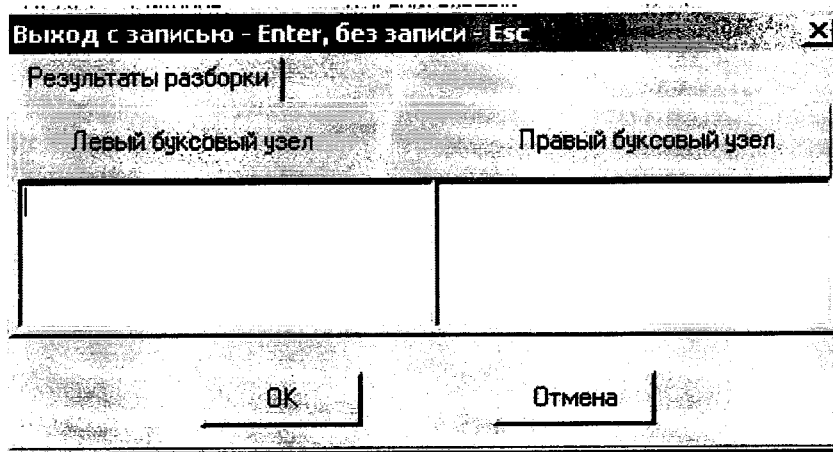 Выход с записью - Enter, без записи - Esc
Результаты разборки
Левый буксовый узел Правый буксовый узел
OK Отмена